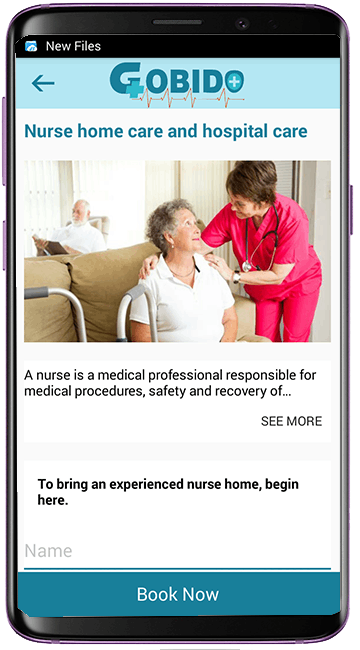 New Files
GOBIDO
Nurse home care and hospital care
A nurse is a medical professional responsible for
medical procedures, safety and recovery of...
SEE MORE
To bring an experienced nurse home, begin
here.
Name
Book Now